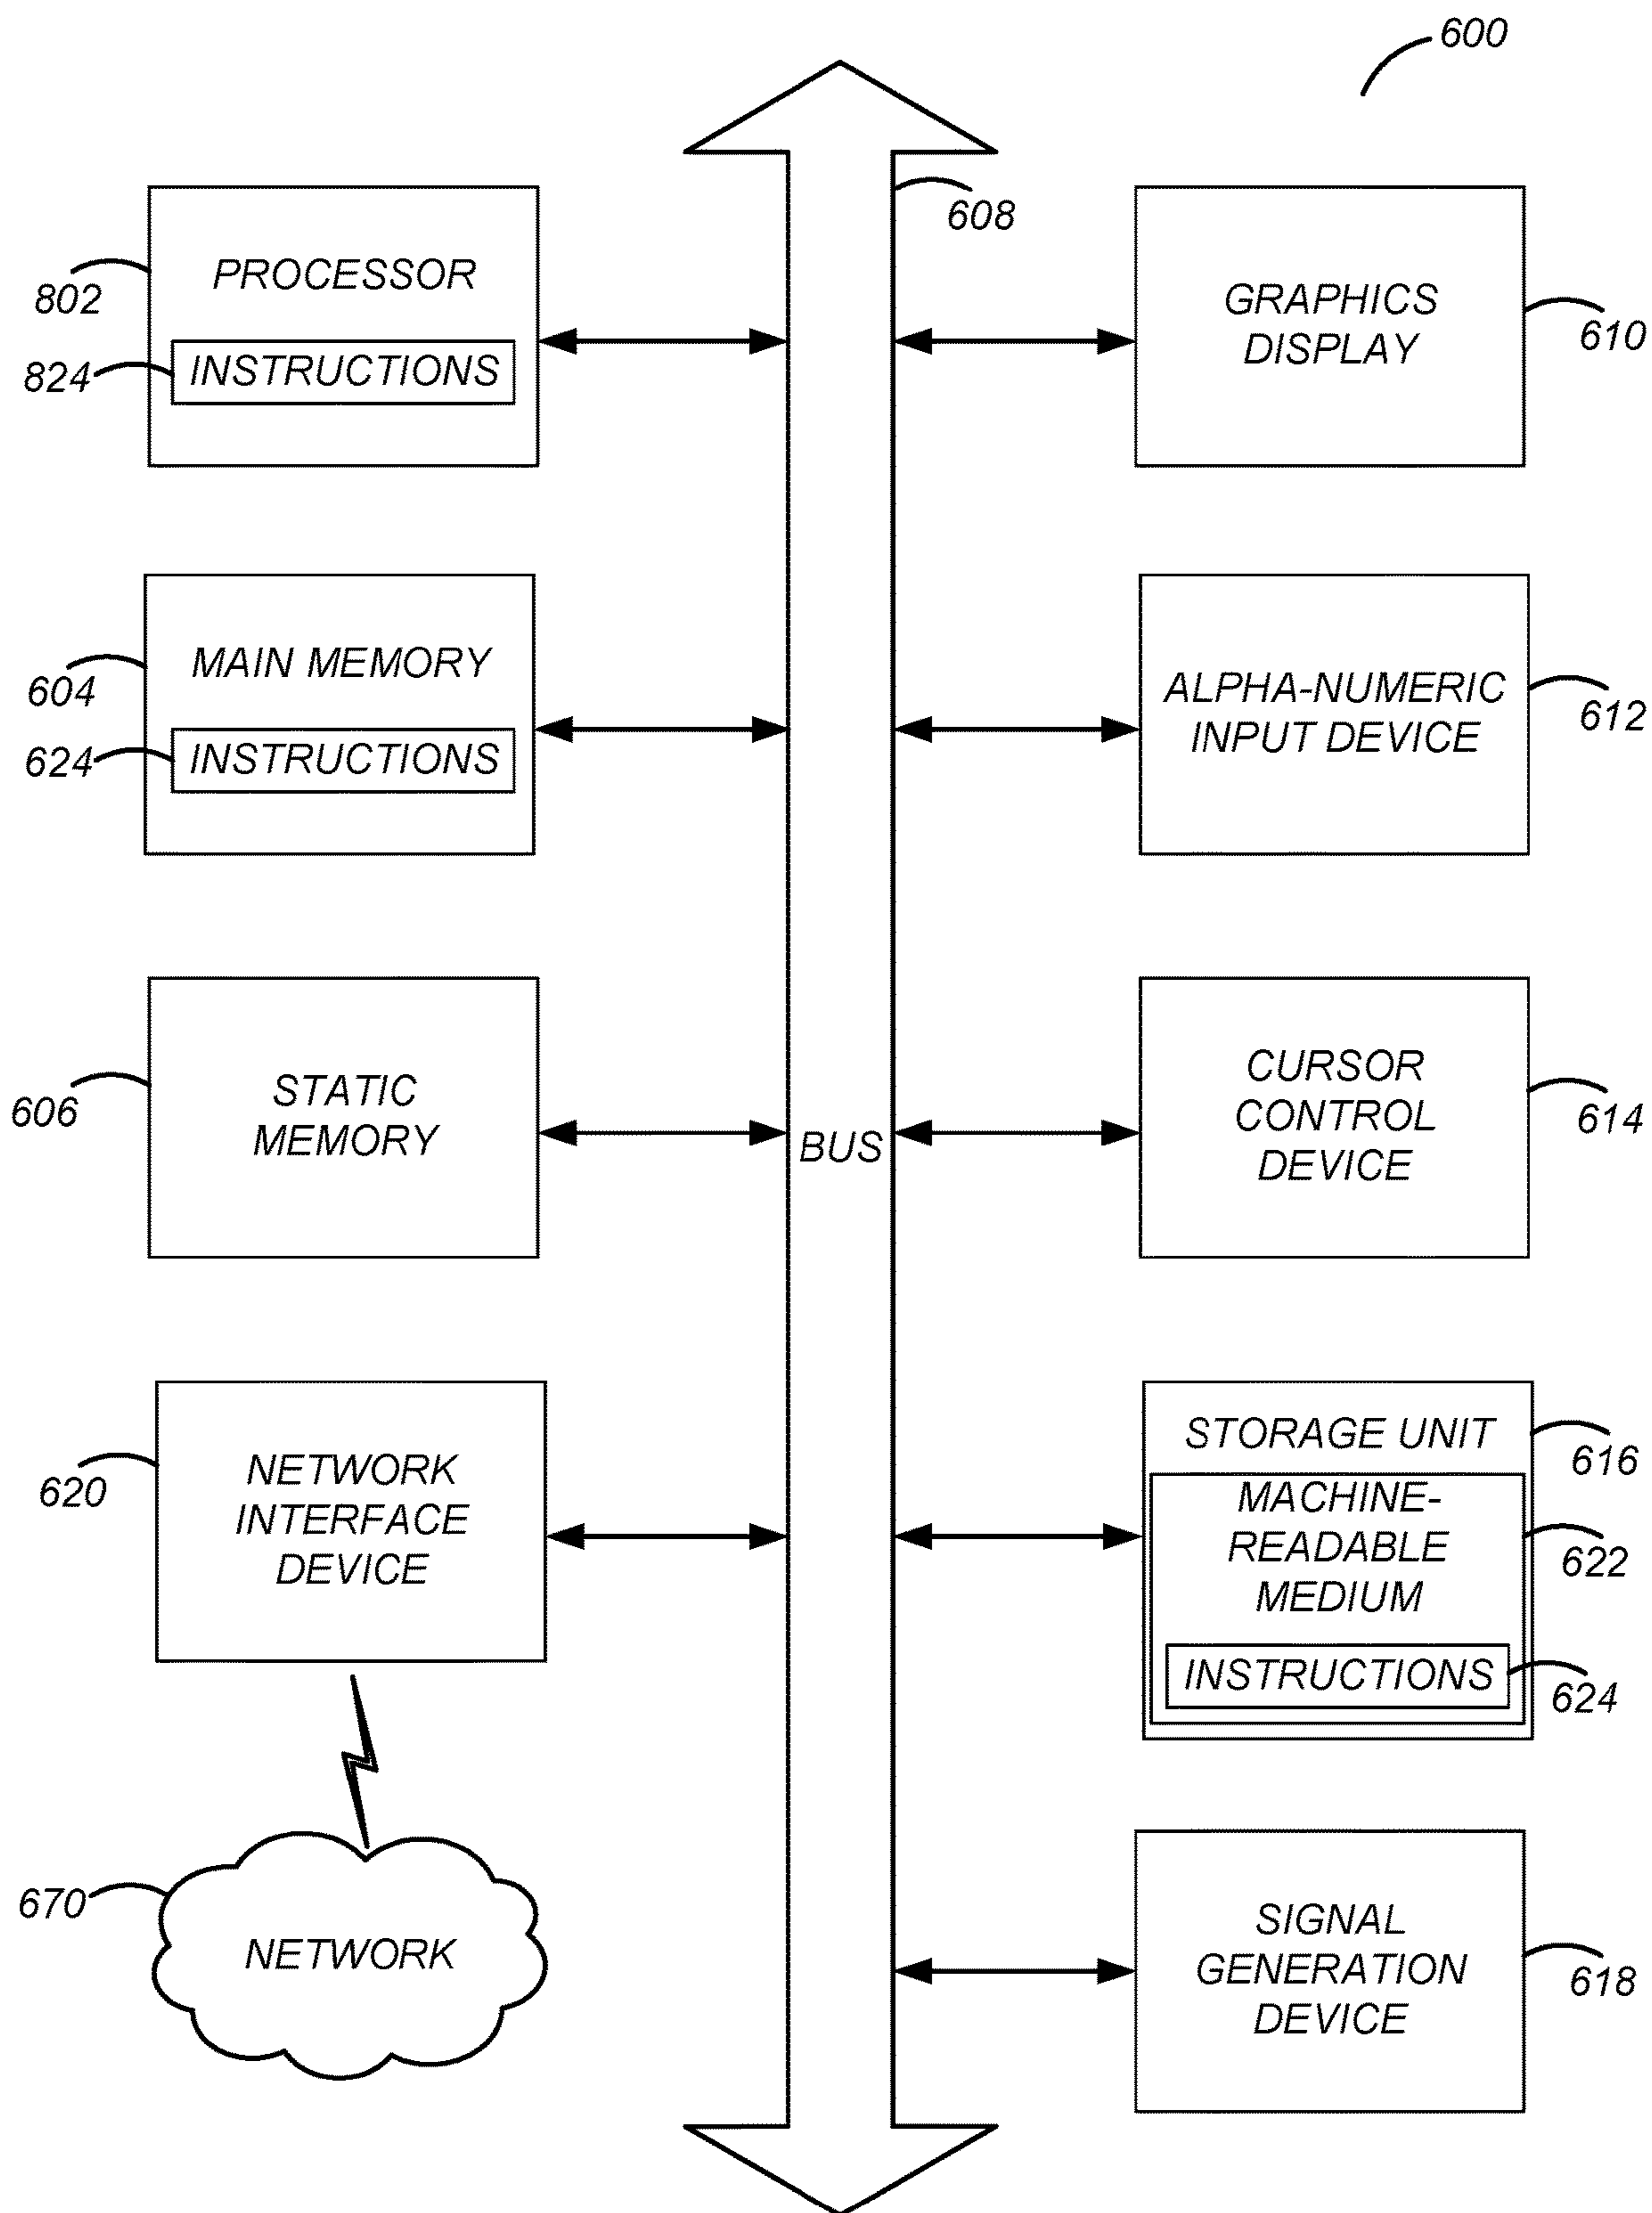 600
608
802
PROCESSOR
824
INSTRUCTIONS
GRAPHICS
DISPLAY
610
604
MAIN MEMORY
624
INSTRUCTIONS
ALPHA-NUMERIC
INPUT DEVICE
612
606
STATIC
MEMORY
BUS
CURSOR
CONTROL
DEVICE
614
620
NETWORK
INTERFACE
DEVICE
STORAGE UNIT
616
MACHINE-
READABLE
MEDIUM
622
INSTRUCTIONS
624
670
NETWORK
SIGNAL
GENERATION
DEVICE
618